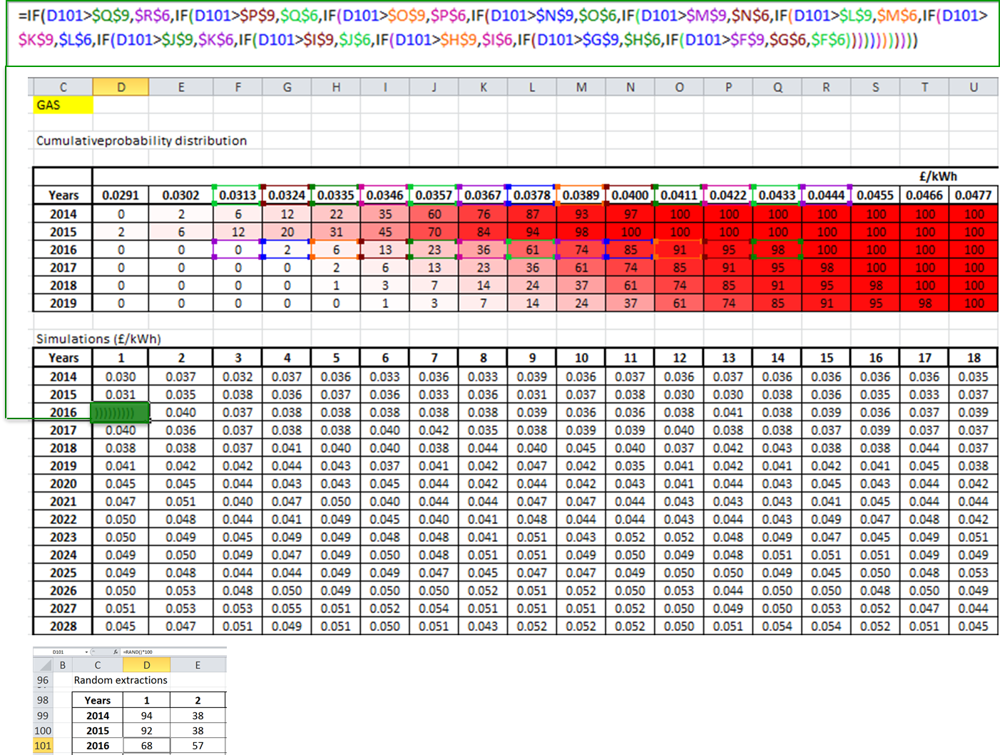 =IF(D101>$Q$9,$R$6,IF(D101>$P$9,$Q$6,IF(D101>$O$9,$P$6,IF(D101>$N$9,$O$6,IF(D101>$M$9,$N$6,IF(D101>$L$9,$M$6,IF(D101>
$K$9,$L$6,IF(D101>$J$9,$K$6,IF(D101>$I$9,$J$6,IF(D101>$H$9,$I$6,IF(D101>$G$9,$H$6,IF(D101>$F$9,$G$6,$F$6))))))))))))
C D E F G H I J K L M N O P Q R S T U
GAS
Cumulativeprobability distribution
£/kWh
Years 0.0291 0.0302 0.0313 0.0324 0.0335 0.0346 0.0357 0.0367 0.0378 0.0389 0.0400 0.0411 0.0422 0.0433 0.0444 0.0455 0.0466 0.0477
2014 0 2 6 12 22 35 60 76 87 93 97 100 100 100 100 100 100 100
2015 2 6 12 20 31 45 70 84 94 98 100 100 100 100 100 100 100 100
2016 0 0 0 2 6 13 23 36 61 74 85 91 95 98 100 100 100 100
2017 0 0 0 0 2 6 13 23 36 61 74 85 91 95 98 100 100 100
2018 0 0 0 0 1 3 7 14 24 37 61 74 85 91 95 98 100 100
2019 0 0 0 0 0 1 3 7 14 24 37 61 74 85 91 95 98 100
Simulations (£/kWh)
Years 1 2 3 4 5 6 7 8 9 10 11 12 13 14 15 16 17 18
2014 0.030 0.037 0.032 0.037 0.036 0.033 0.036 0.033 0.039 0.036 0.037 0.036 0.037 0.036 0.036 0.036 0.036 0.035
2015 0.031 0.035 0.038 0.036 0.037 0.036 0.033 0.036 0.031 0.037 0.038 0.030 0.030 0.038 0.036 0.035 0.033 0.037
2016 ))))))))) 0.040 0.037 0.038 0.038 0.038 0.038 0.038 0.039 0.036 0.036 0.038 0.041 0.038 0.039 0.036 0.037 0.039
2017 0.040 0.036 0.037 0.038 0.038 0.040 0.042 0.035 0.038 0.039 0.039 0.040 0.038 0.038 0.037 0.039 0.037 0.037
2018 0.038 0.038 0.037 0.041 0.040 0.040 0.038 0.044 0.040 0.045 0.040 0.037 0.042 0.043 0.038 0.038 0.044 0.037
2019 0.041 0.042 0.042 0.044 0.043 0.037 0.041 0.042 0.047 0.042 0.035 0.041 0.042 0.041 0.042 0.041 0.045 0.038
2020 0.045 0.045 0.044 0.043 0.043 0.045 0.044 0.042 0.044 0.042 0.043 0.041 0.044 0.043 0.045 0.043 0.044 0.042
2021 0.047 0.051 0.040 0.047 0.050 0.040 0.044 0.044 0.047 0.047 0.044 0.043 0.043 0.043 0.041 0.045 0.044 0.044
2022 0.050 0.048 0.044 0.041 0.049 0.045 0.040 0.041 0.048 0.044 0.044 0.043 0.044 0.043 0.049 0.047 0.048 0.042
2023 0.050 0.049 0.045 0.049 0.049 0.048 0.048 0.041 0.051 0.043 0.052 0.052 0.048 0.049 0.047 0.045 0.049 0.051
2024 0.049 0.050 0.049 0.047 0.049 0.050 0.048 0.051 0.051 0.049 0.050 0.049 0.048 0.051 0.051 0.051 0.049 0.049
2025 0.049 0.048 0.044 0.044 0.049 0.049 0.047 0.045 0.047 0.047 0.049 0.050 0.050 0.049 0.045 0.050 0.048 0.053
2026 0.050 0.053 0.048 0.050 0.049 0.050 0.050 0.052 0.051 0.052 0.050 0.053 0.044 0.050 0.050 0.048 0.050 0.049
2027 0.051 0.053 0.053 0.055 0.051 0.052 0.054 0.051 0.051 0.051 0.052 0.050 0.049 0.050 0.053 0.052 0.047 0.044
2028 0.045 0.047 0.051 0.049 0.051 0.050 0.051 0.043 0.052 0.052 0.052 0.050 0.051 0.054 0.054 0.052 0.051 0.045
D101 fx =RAND()*100
B C D E
96 Random extractions
98 Years 1 2
99 2014 94 38
100 2015 92 38
101 2016 68 57